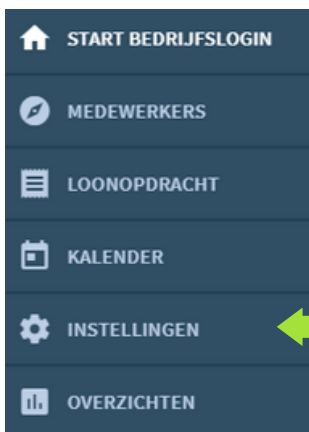 START BEDRIJFSLOGIN
MEDEWERKERS
LOONOPDRACHT
KALENDER
INSTELLINGEN
OVERZICHTEN